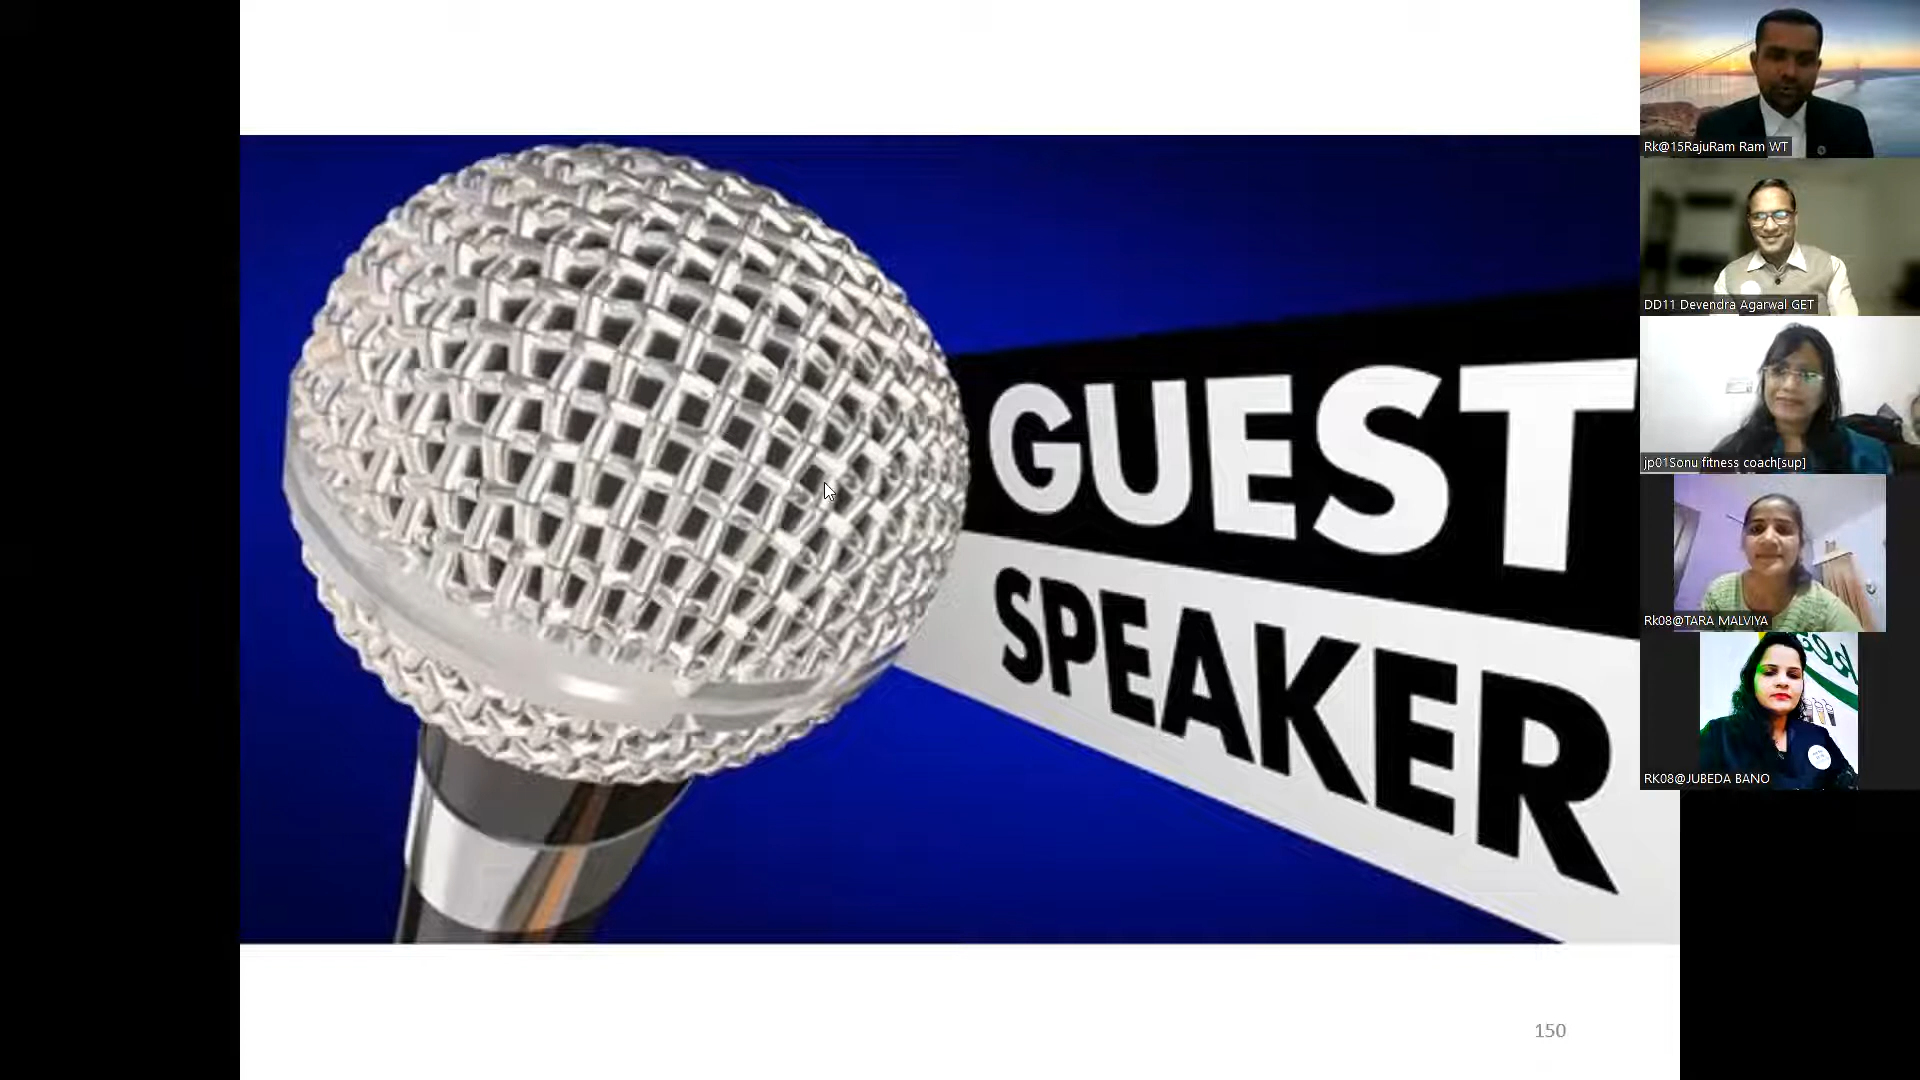 GUEST
SPEAKER
150
Rk@15RajuRam Ram WT
DD11 Devendra Agarwal GET
jp01Sonu fitness coach[sup]
Rk08@TARA MALVIYA
RK08@JUBEDA BANO